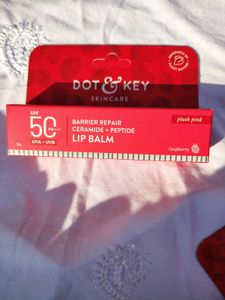 DOT & KEY
SKINCARE
SPF
50 PA+++
UVA + UVB
BARRIER REPAIR
CERAMIDE + PEPTIDE
LIP BALM
plush pink
raspberry